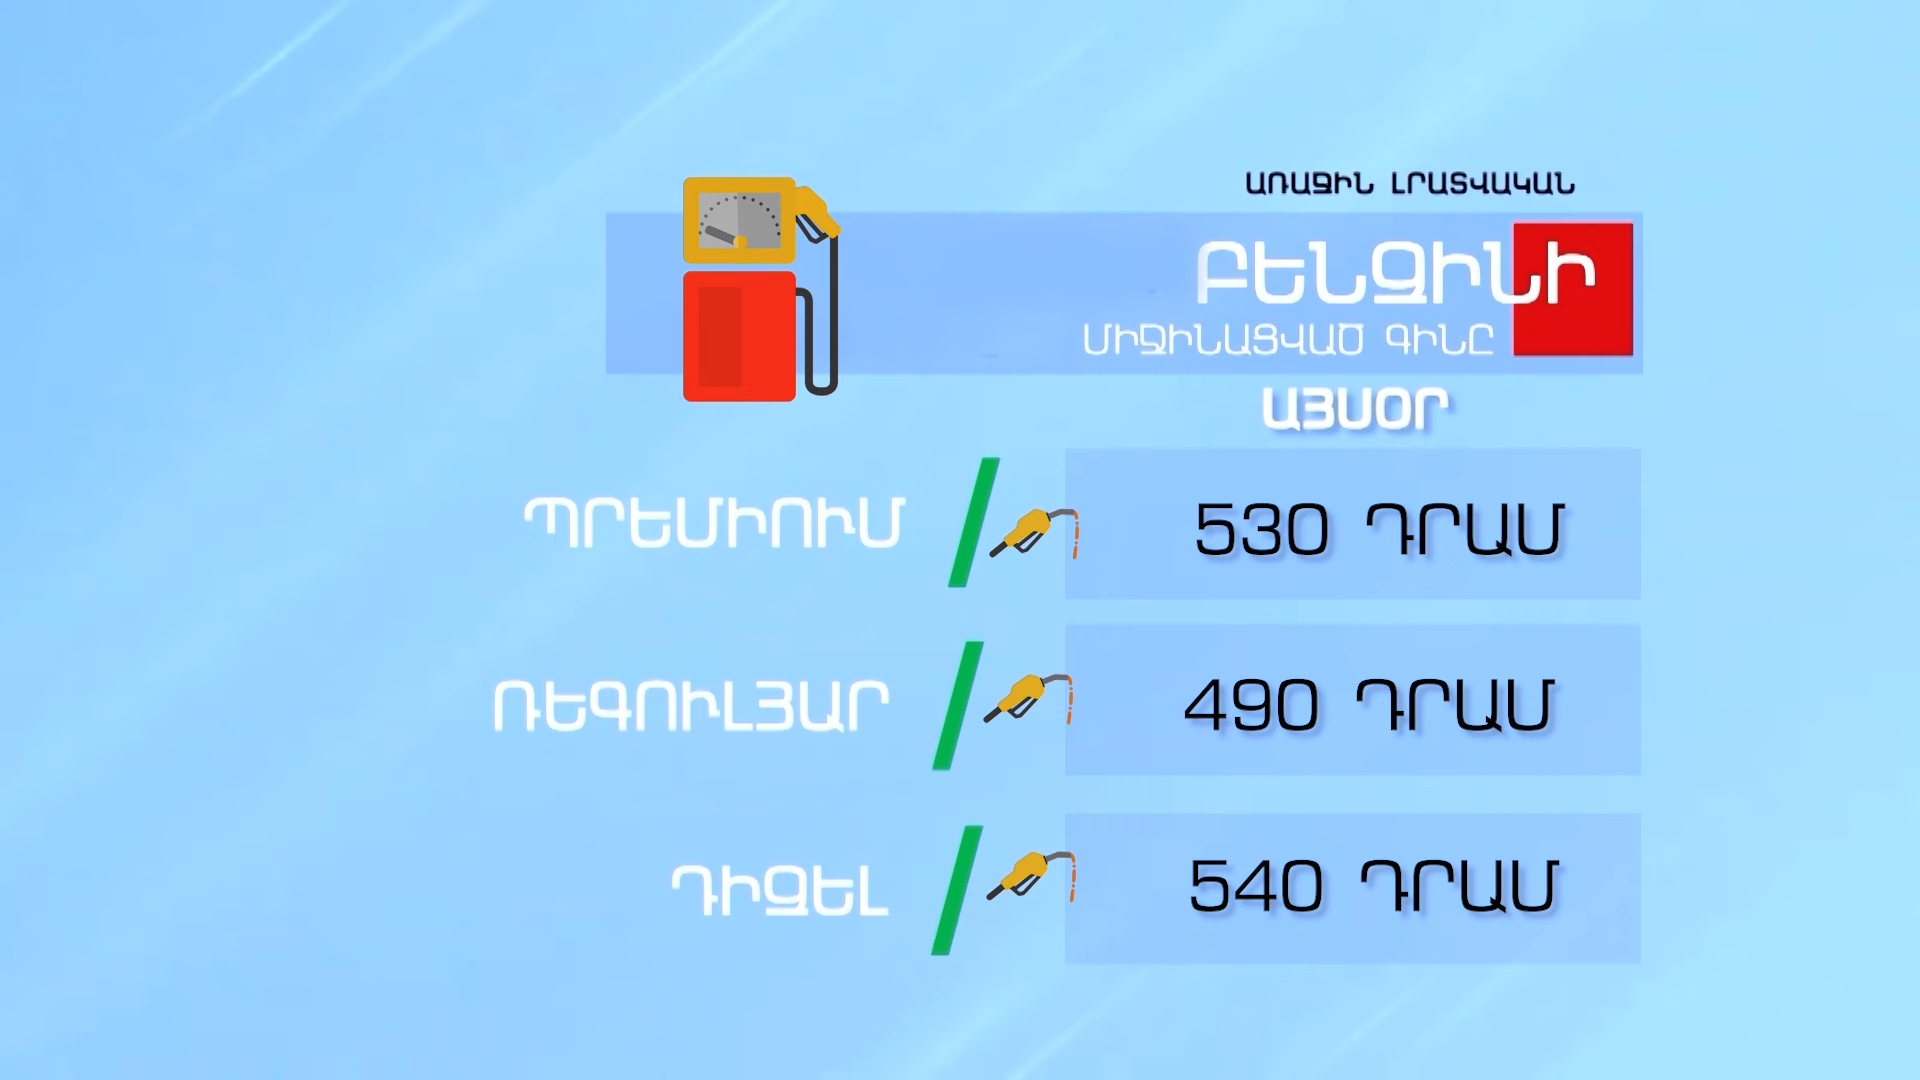 ԱՌԱՋԻՆ ԼՐԱՏՎԱԿԱՆ
ԲԵՆԶԻՆԻ
ՄԻՋԻՆԱՑՎԱԾ ԳԻՆԸ
ԱՅՍՕՐ
ՊՐԵՄԻՈՒՄ 530 ԴՐԱՄ
ՌԵԳՈՒԼՅԱՐ 490 ԴՐԱՄ
ԴԻԶԵԼ 540 ԴՐԱՄ